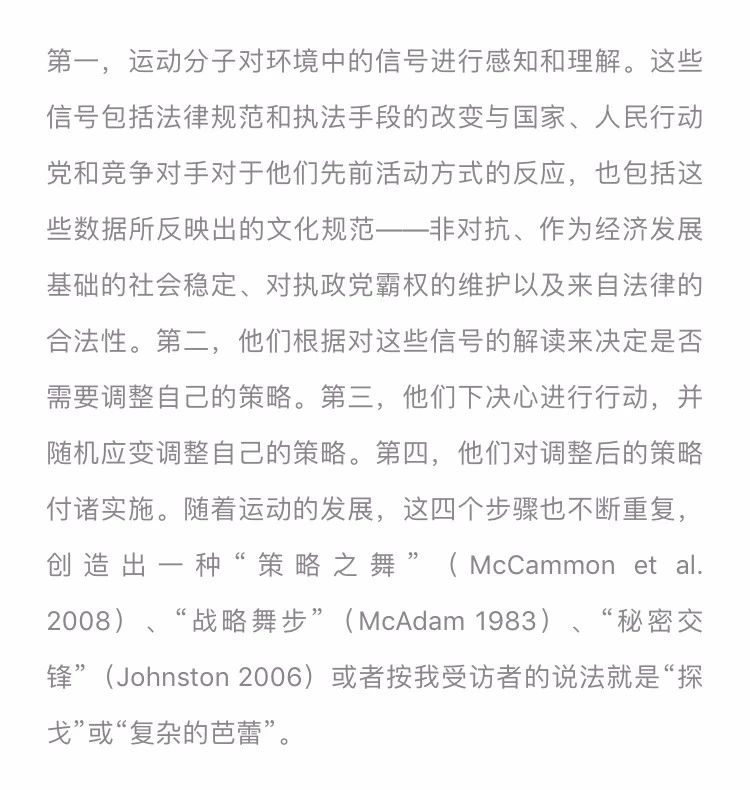 第一，运动分子对环境中的信号进行感知和理解。这些
信号包括法律规范和执法手段的改变与国家、人民行动
党和竞争对手对于他们先前活动方式的反应，也包括这
些数据所反映出的文化规范——非对抗、作为经济发展
基础的社会稳定、对执政党霸权的维护以及来自法律的
合法性。第二，他们根据对这些信号的解读来决定是否
需要调整自己的策略。第三，他们下决心进行行动，并
随机应变调整自己的策略。第四，他们对调整后的策略
付诸实施。随着运动的发展，这四个步骤也不断重复，
创造出一种“策略之舞”（McCammon et al.
2008）、“战略舞步”（McAdam 1983）、“秘密交
锋”（Johnston 2006）或者按我受访者的说法就是“探
戈”或“复杂的芭蕾”。